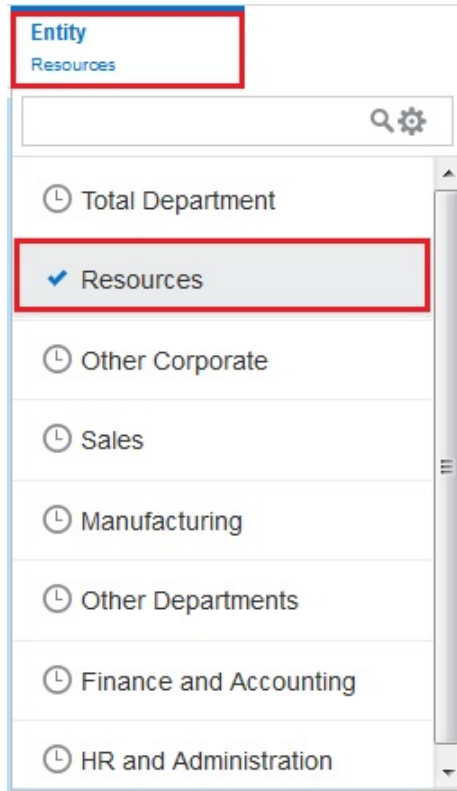 Entity
Resources
Total Department
Resources
Other Corporate
Sales
Manufacturing
Other Departments
Finance and Accounting
HR and Administration